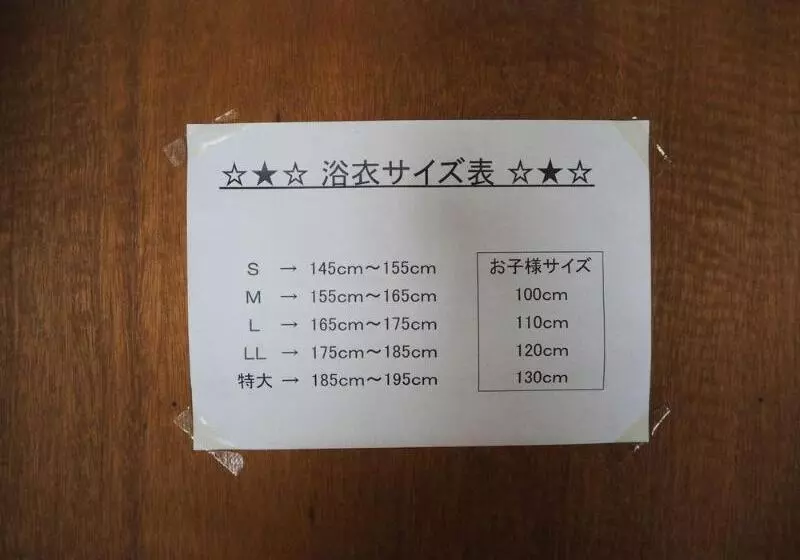 ☆★☆ 浴衣サイズ表 ☆★☆
S → 145cm～155cm
M → 155cm～165cm
L → 165cm～175cm
LL → 175cm～185cm
特大 → 185cm～195cm
お子様サイズ
100cm
110cm
120cm
130cm